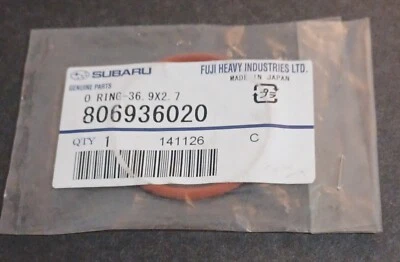 SUBARU
FUJI HEAVY INDUSTRIES LTD.
GENUINE PARTS
MADE IN JAPAN
O RING-36.9X2.7
806936020
QTY 1 141126 C